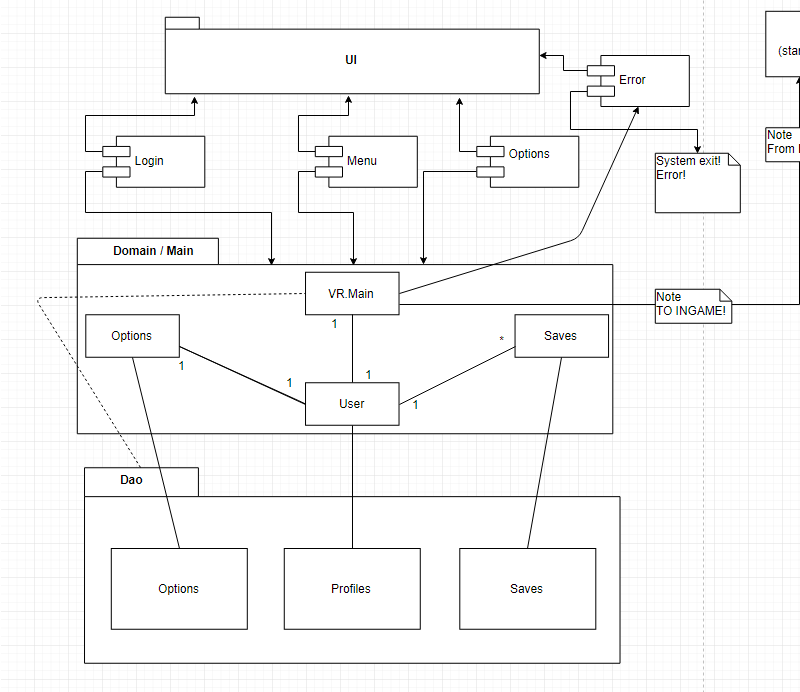 UI
(star
Error
Note
From
Login
Menu
Options
System exit!
Error!
Domain / Main
VR.Main
Note
TO INGAME!
1
Options
Saves
*
1
1
1
User
1
Dao
Options
Profiles
Saves